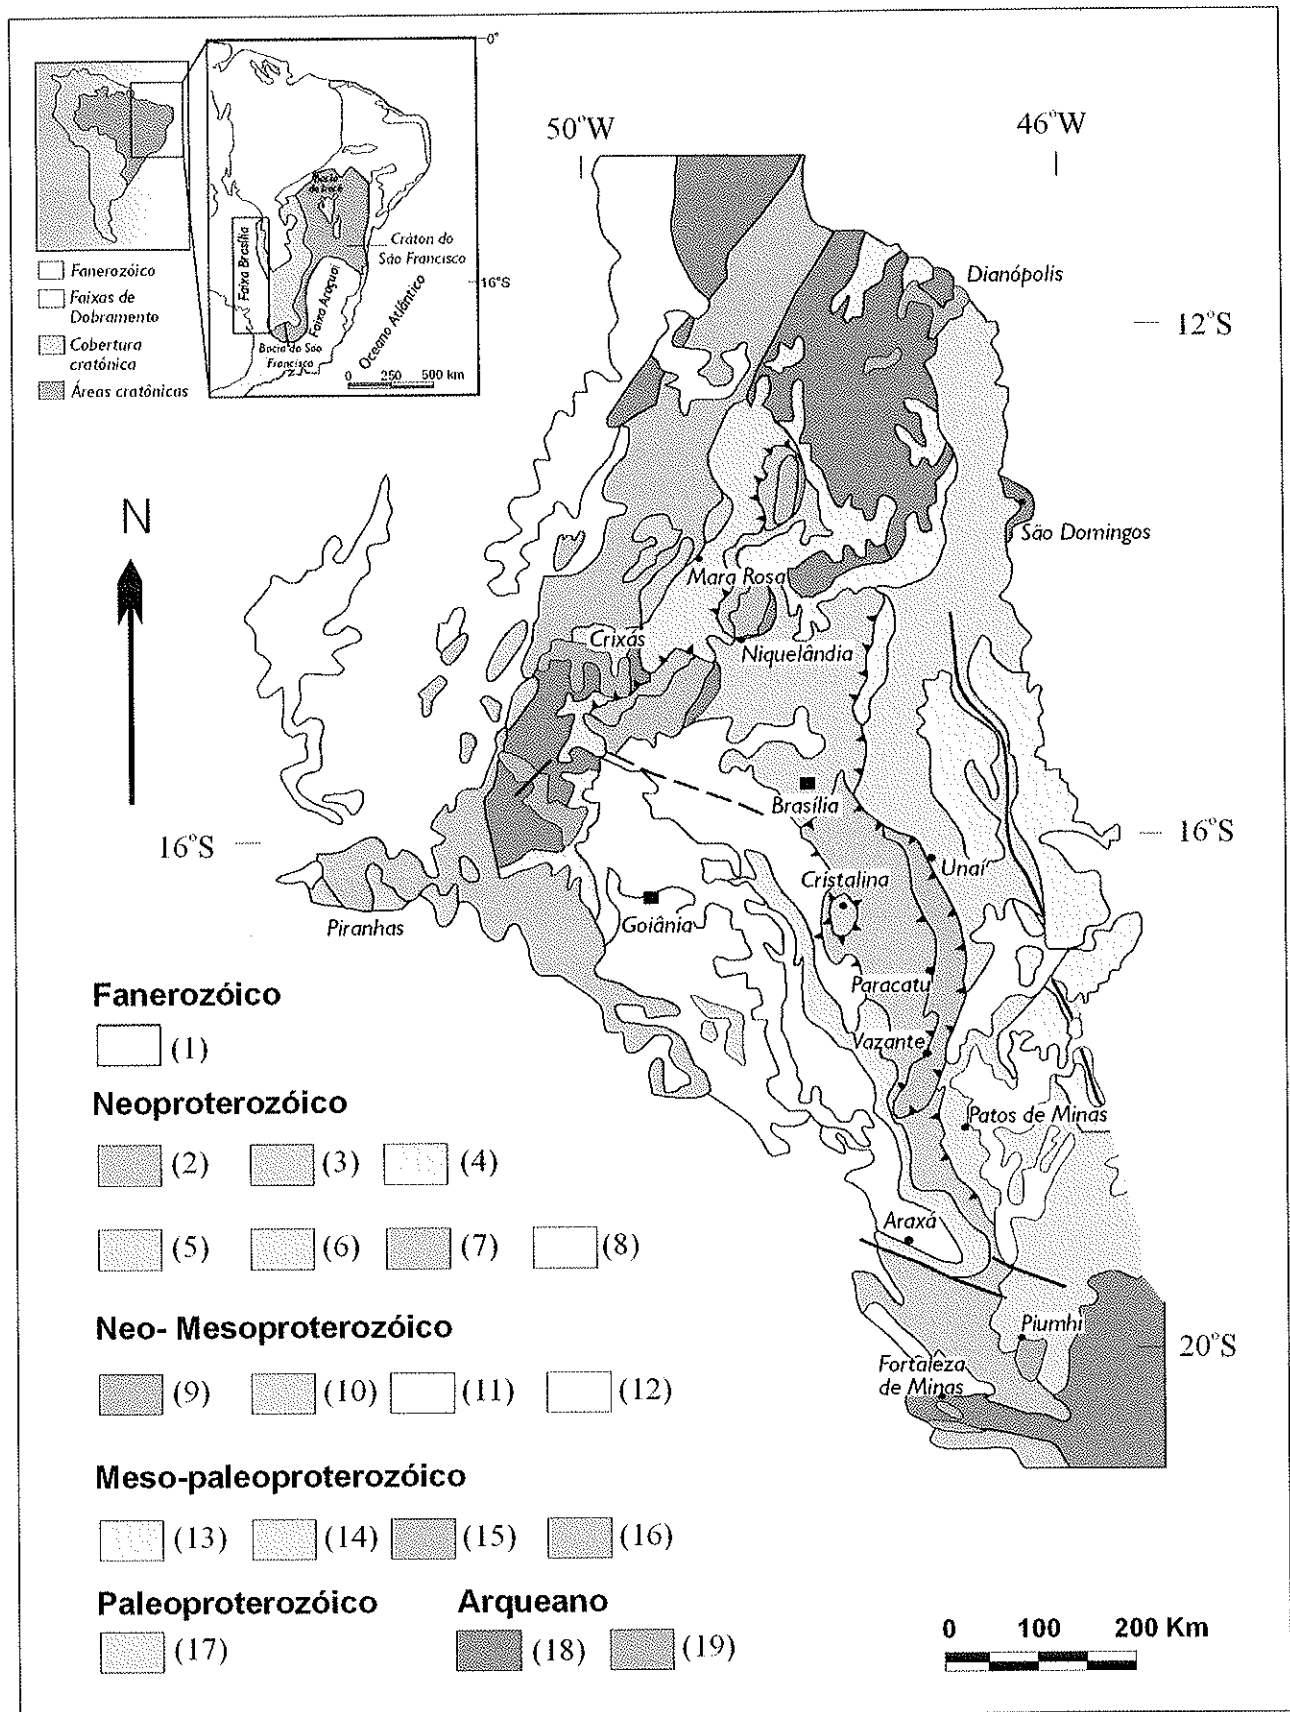 0°
50°W
46°W
Cráton do
São Francisco
Faixa Brasília
Faixa Araçuaí
Oceano Atlântico
16°S
Bacia do São
Francisco
0 250 500 km
Fanerozóico
Faixas de
Dobramento
Cobertura
cratônica
Áreas cratônicas
Dianópolis
12°S
N
São Domingos
Mara Rosa
Crixás
Niquelândia
Brasília
16°S
16°S
Unaí
Cristalina
Goiânia
Piranhas
Paracatu
Vazante
Patos de Minas
Araxá
Piumhi
20°S
Fortaleza
de Minas
Fanerozóico
(1)
Neoproterozóico
(2) (3) (4)
(5) (6) (7) (8)
Neo- Mesoproterozóico
(9) (10) (11) (12)
Meso-paleoproterozóico
(13) (14) (15) (16)
Paleoproterozóico Arqueano
(17) (18) (19)
0 100 200 Km